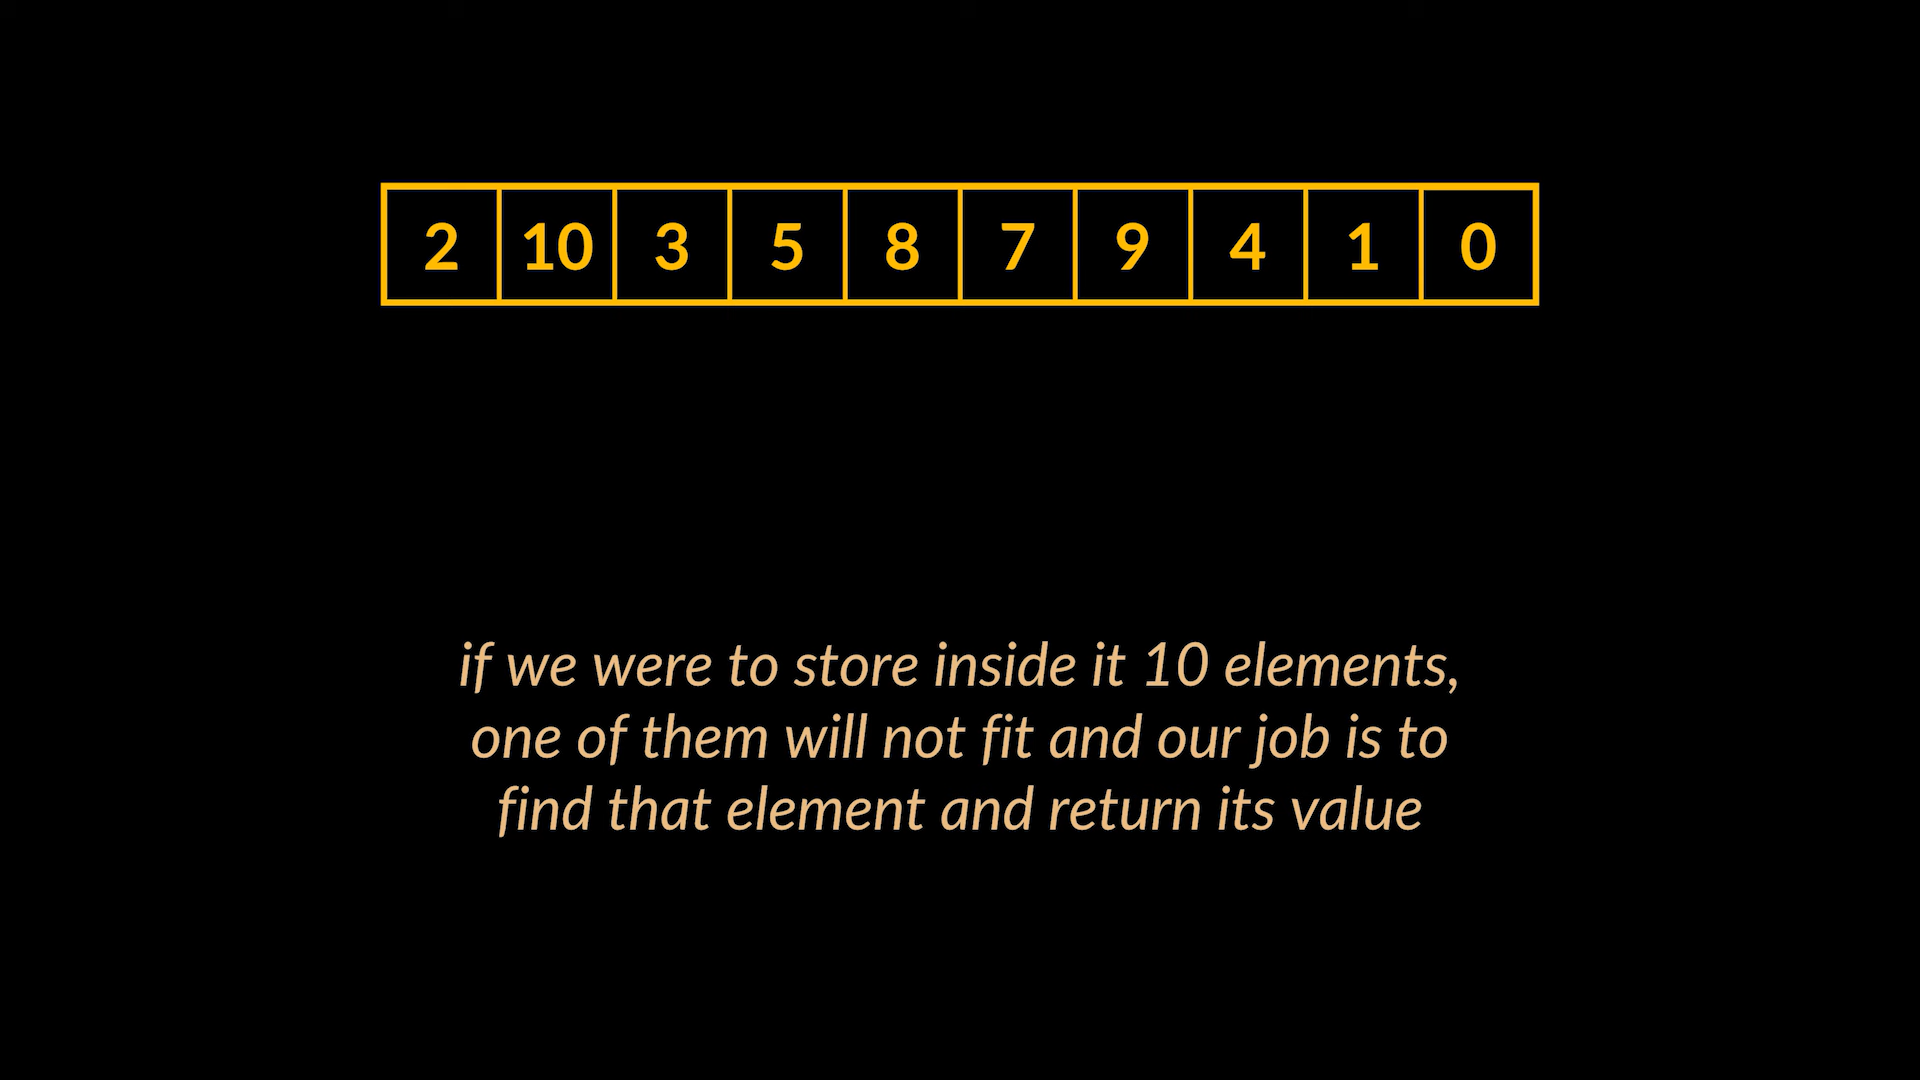 2 10 3 5 8 7 9 4 1 0
if we were to store inside it 10 elements,
one of them will not fit and our job is to
find that element and return its value